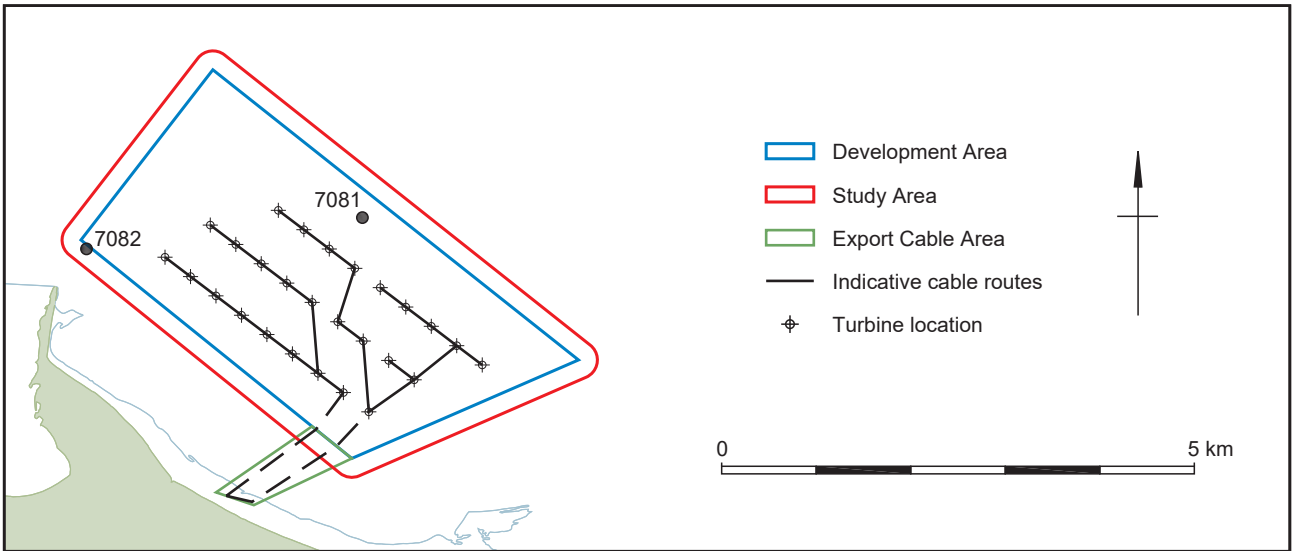 7081
7082
Development Area
Study Area
Export Cable Area
Indicative cable routes
Turbine location
0
5 km